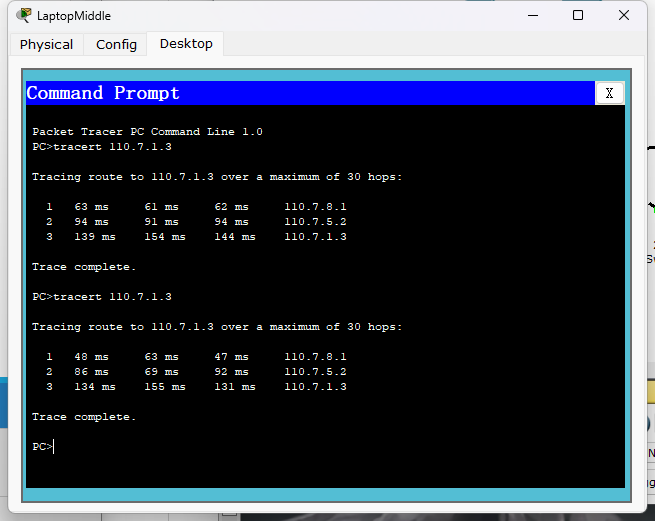 LaptopMiddle
Physical Config Desktop
Command Prompt X
Packet Tracer PC Command Line 1.0
PC>tracert 110.7.1.3
Tracing route to 110.7.1.3 over a maximum of 30 hops:
1 63 ms 61 ms 62 ms 110.7.8.1
2 94 ms 91 ms 94 ms 110.7.5.2
3 139 ms 154 ms 144 ms 110.7.1.3
Trace complete.
PC>tracert 110.7.1.3
Tracing route to 110.7.1.3 over a maximum of 30 hops:
1 48 ms 63 ms 47 ms 110.7.8.1
2 86 ms 69 ms 92 ms 110.7.5.2
3 134 ms 155 ms 131 ms 110.7.1.3
Trace complete.
PC>